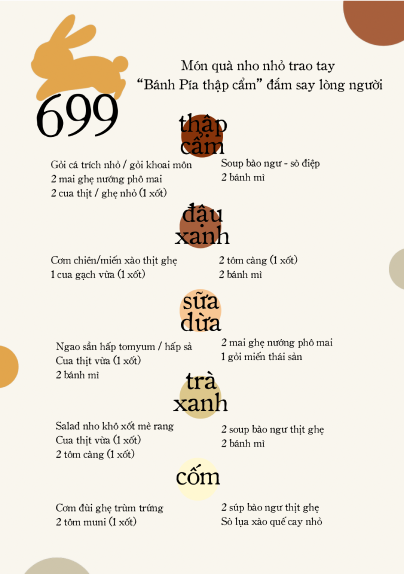 Món quà nho nhỏ trao tay
“Bánh Pía thập cẩm” đắm say lòng người
699
thập
cẩm
Gỏi cá trích nhỏ / gỏi khoai môn
2 mai ghẹ nướng phô mai
2 cua thịt / ghẹ nhỏ (1 xốt)
Soup bào ngư - sò điệp
2 bánh mì
đậu
xanh
Cơm chiên/miến xào thịt ghẹ
1 cua gạch vừa (1 xốt)
2 tôm càng (1 xốt)
2 bánh mì
sữa
dừa
Ngao sần hấp tomyum / hấp sả
Cua thịt vừa (1 xốt)
2 bánh mì
2 mai ghẹ nướng phô mai
1 gỏi miến thái sản
trà
xanh
Salad nho khô xốt mè rang
Cua thịt vừa (1 xốt)
2 tôm càng (1 xốt)
2 soup bào ngư thịt ghẹ
2 bánh mì
cốm
Cơm đùi ghẹ trùm trứng
2 tôm muni (1 xốt)
2 súp bào ngư thịt ghẹ
Sò lụa xào quế cay nhỏ